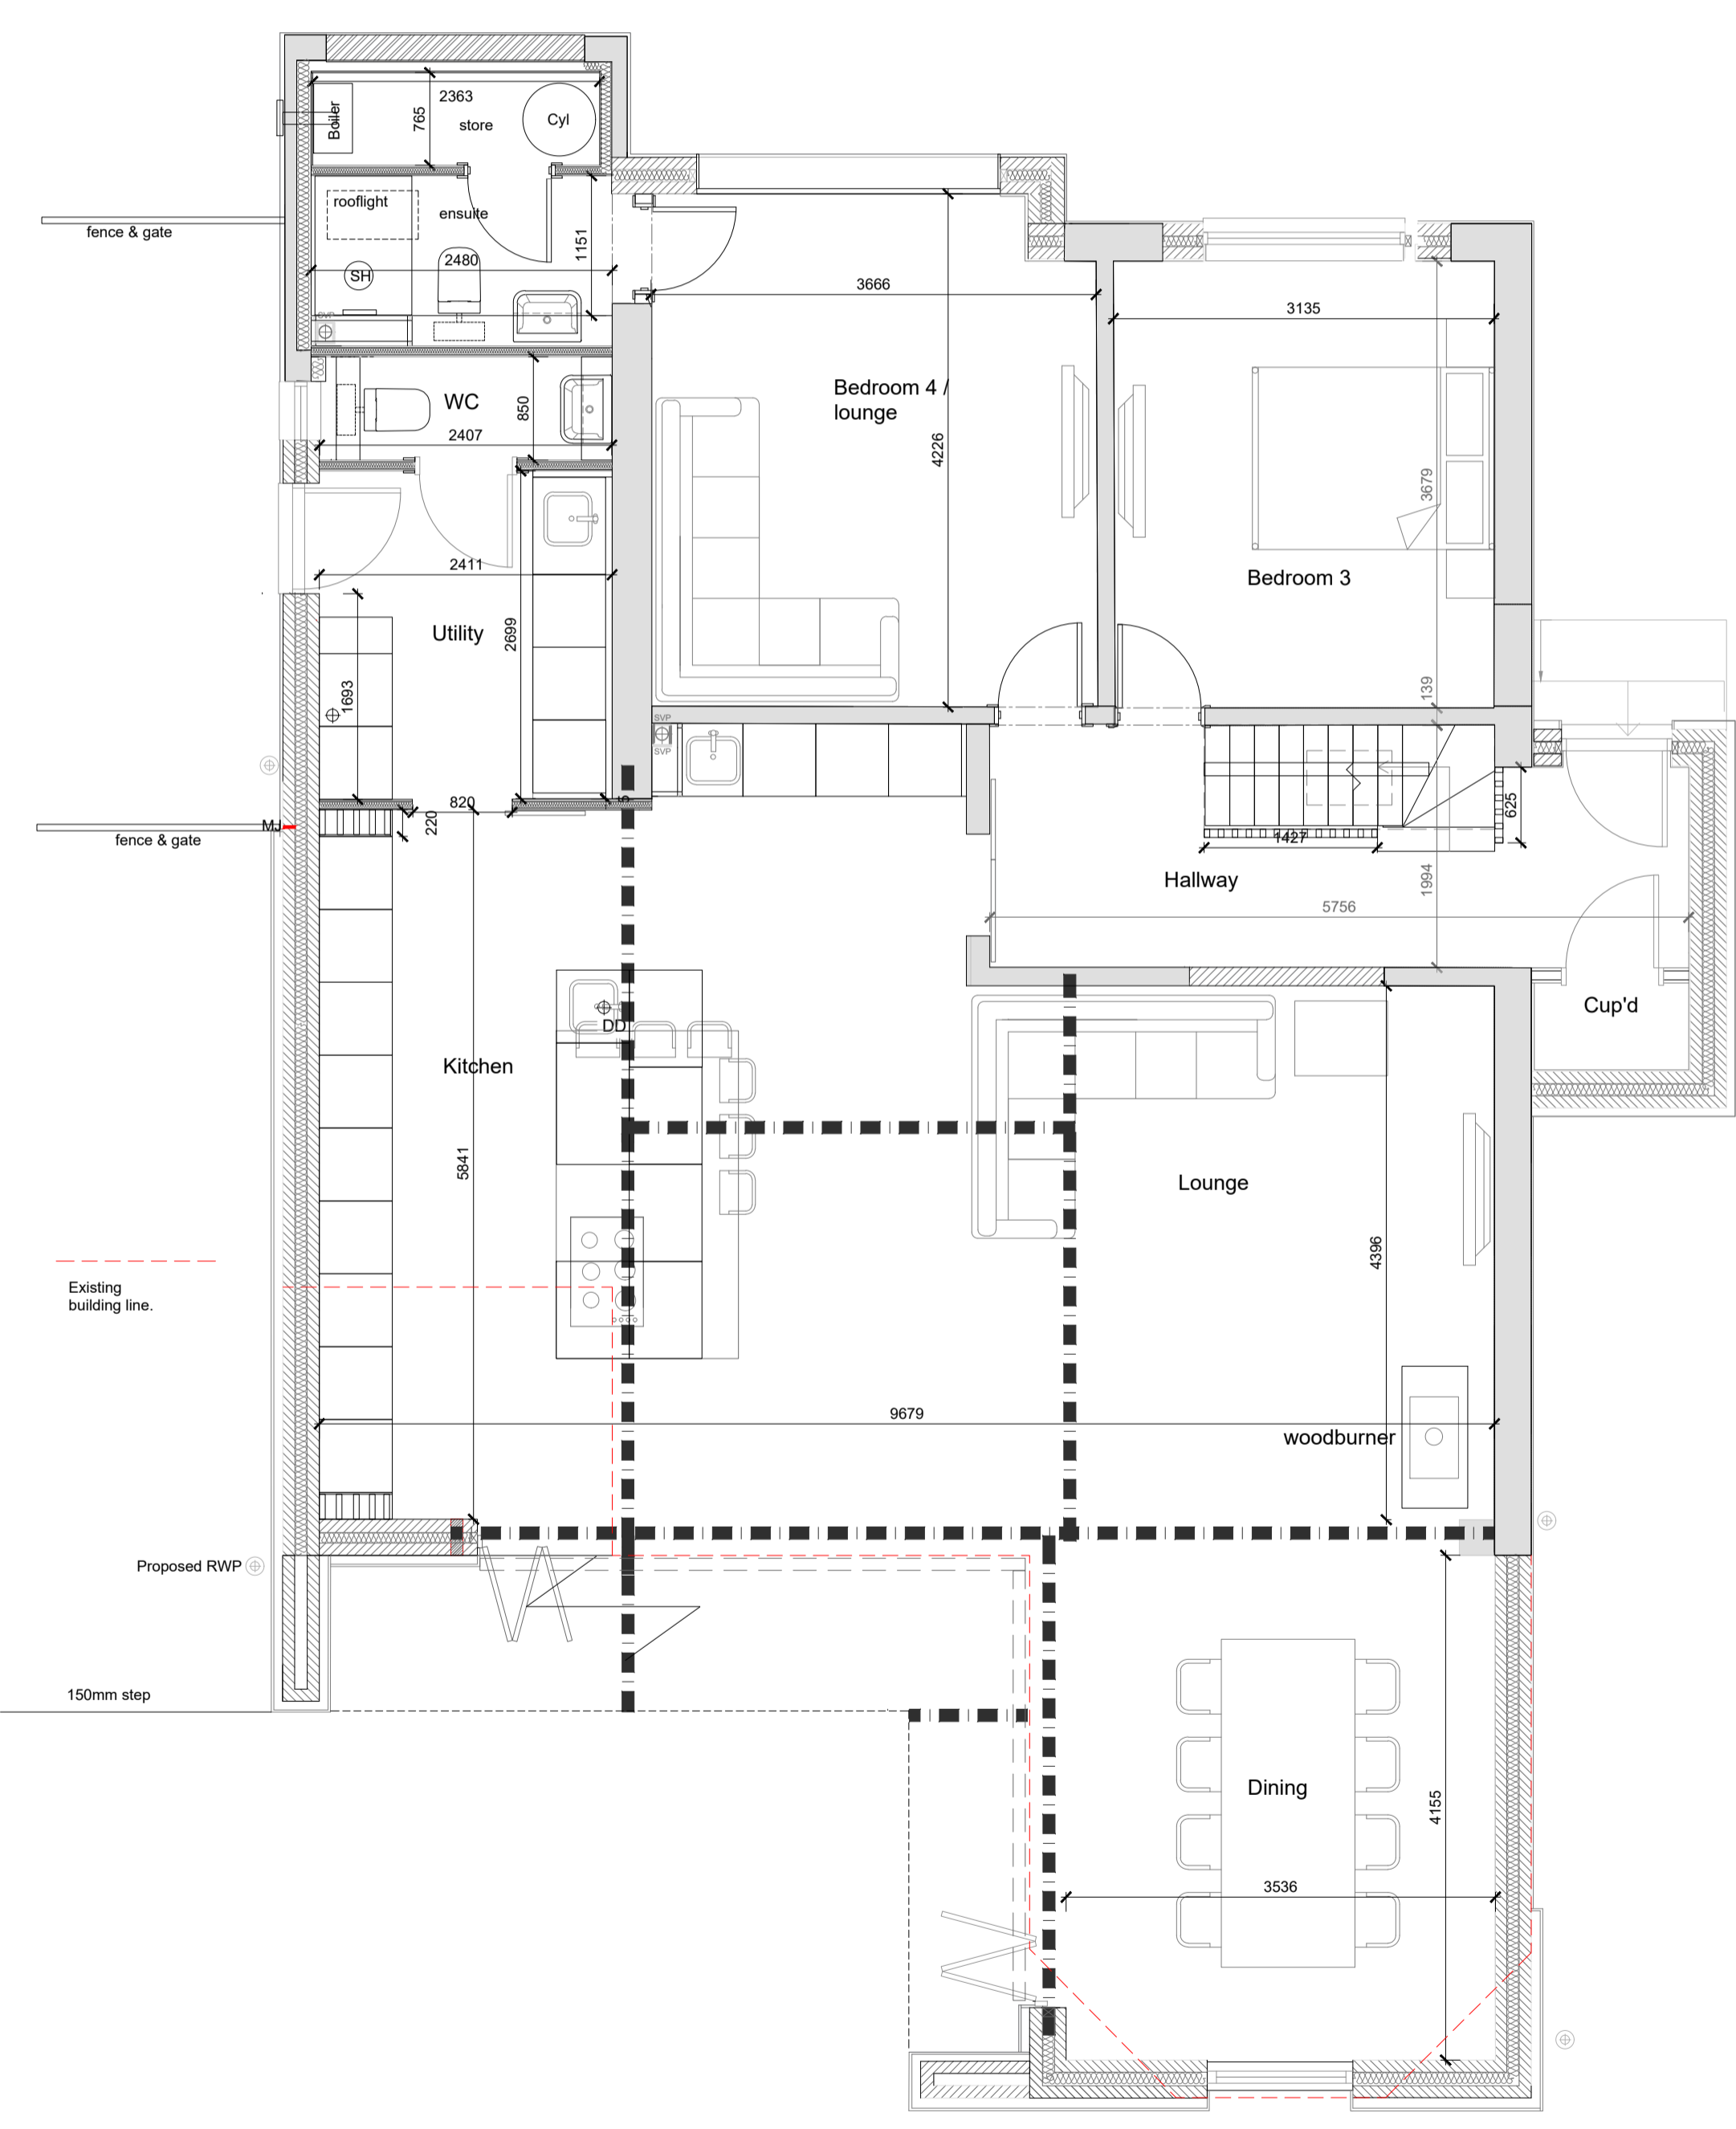 2363
765
Boiler
store
Cyl
rooflight
ensuite
fence & gate
1151
2480
SH
SVP
3666
3135
Bedroom 4 /
lounge
WC
850
2407
4226
3679
2411
Bedroom 3
Utility
2699
1693
139
SVP
SVP
820
220
MJ
fence & gate
625
1427
Hallway
1994
5756
Cup'd
DD
Kitchen
5841
Lounge
4396
Existing
building line.
9679
woodburner
Proposed RWP
150mm step
Dining
4155
3536